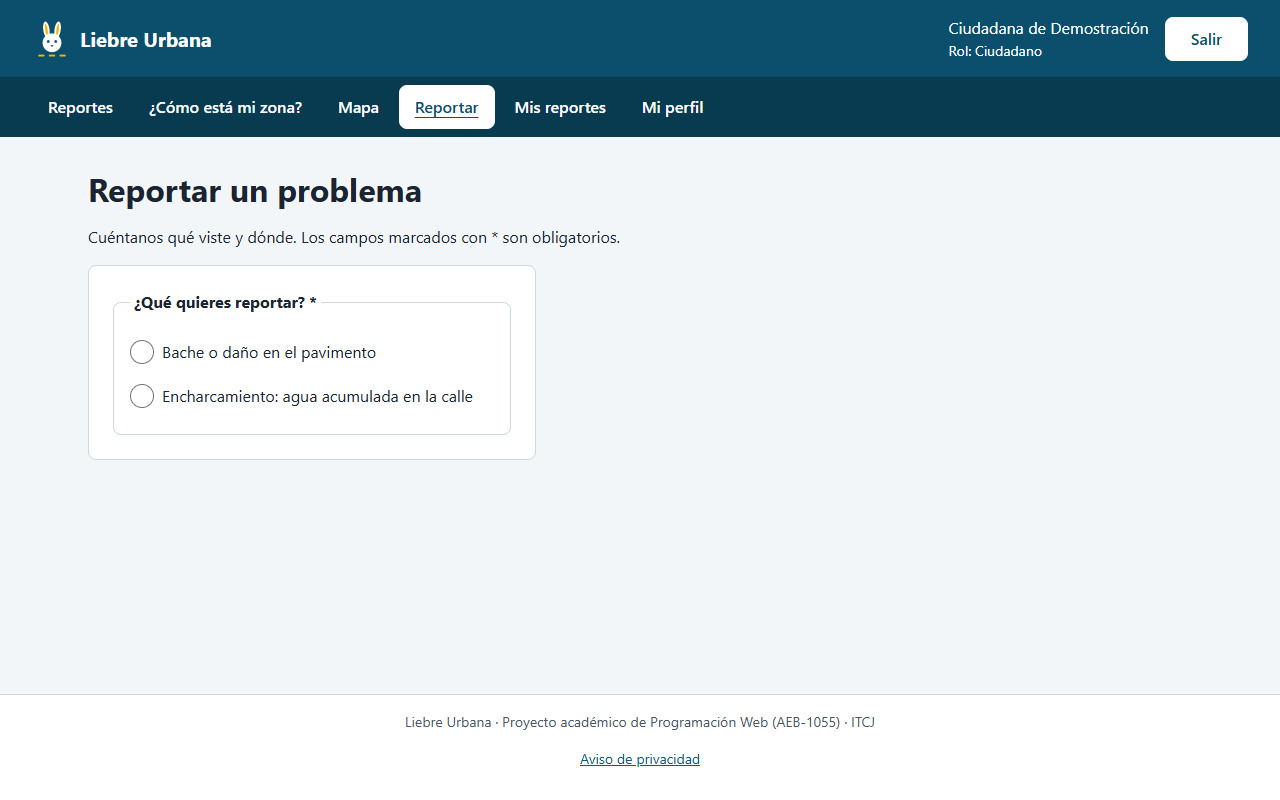 Liebre Urbana
Ciudadana de Demostración
Rol: Ciudadano
Salir
Reportes
¿Cómo está mi zona?
Mapa
Reportar
Mis reportes
Mi perfil
Reportar un problema
Cuéntanos qué viste y dónde. Los campos marcados con * son obligatorios.
¿Qué quieres reportar? *
Bache o daño en el pavimento
Encharcamiento: agua acumulada en la calle
Liebre Urbana · Proyecto académico de Programación Web (AEB-1055) · ITCJ
Aviso de privacidad